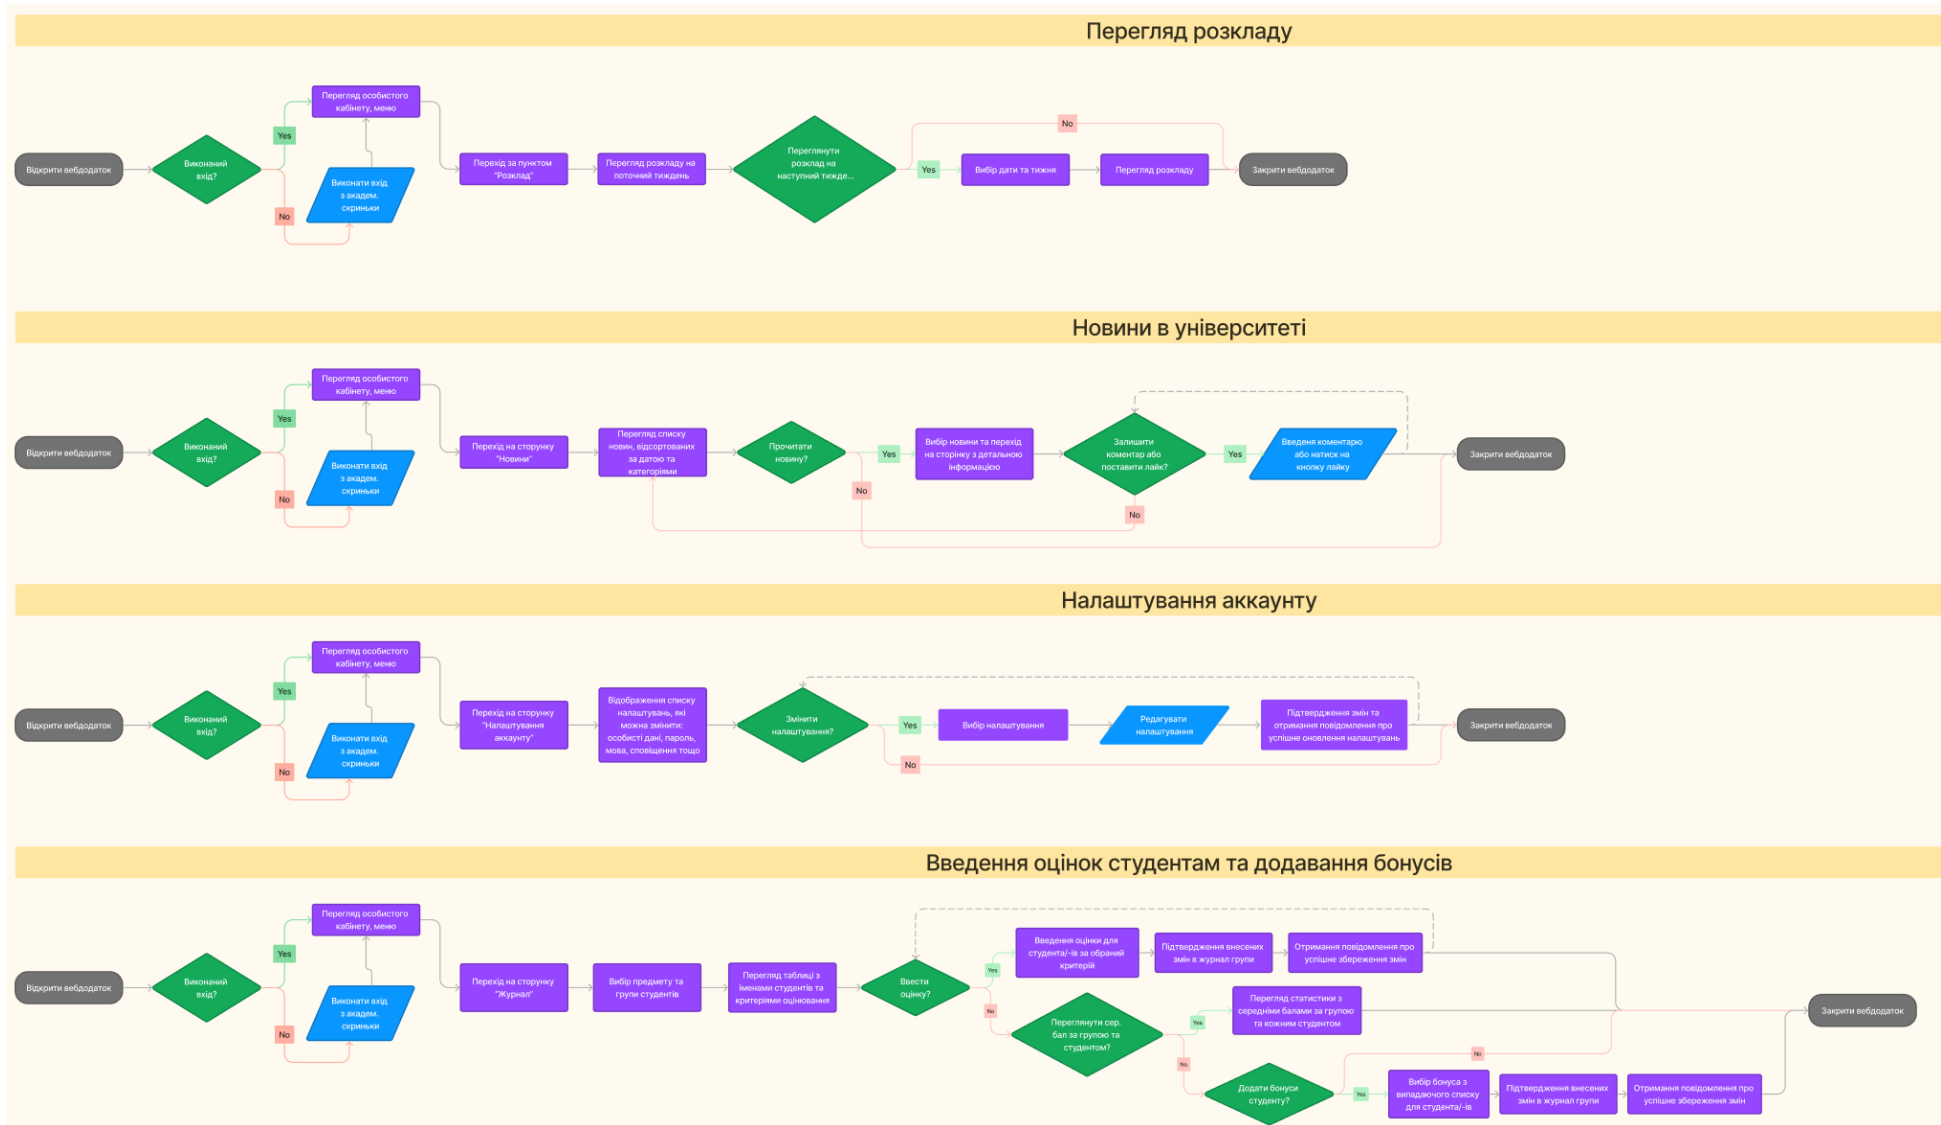 Перегляд розкладу
Відкрити вебдодаток
Виконаний
вхід?
Yes
No
Перегляд особистого
кабінету, меню
Виконати вхід
з академ.
скриньки
Перехід за пунктом
"Розклад"
Перегляд розкладу на
поточний тиждень
Переглянути
розклад на
наступний тижде...
No
Yes
Вибір дати та тижня
Перегляд розкладу
Закрити вебдодаток
Новини в університеті
Відкрити вебдодаток
Виконаний
вхід?
Yes
No
Перегляд особистого
кабінету, меню
Виконати вхід
з академ.
скриньки
Перехід на сторунку
"Новини"
Перегляд списку
новин, відсортованих
за датою та
категоріями
Прочитати
новину?
Yes
No
Вибір новини та перехід
на сторінку з детальною
інформацією
Залишити
коментар або
поставити лайк?
Yes
No
Введеня коментарю
або натиск на
кнопку лайку
Закрити вебдодаток
Налаштування аккаунту
Відкрити вебдодаток
Виконаний
вхід?
Yes
No
Перегляд особистого
кабінету, меню
Виконати вхід
з академ.
скриньки
Перехід на сторунку
"Налаштування
аккаунту"
Відображення списку
налаштувань, які
можна змінити:
особисті дані, пароль,
мова, сповіщення тощо
Змінити
налаштування?
Yes
No
Вибір налаштування
Редагувати
налаштування
Підтвердження змін та
отримання повідомлення про
успішне оновлення налаштувань
Закрити вебдодаток
Введення оцінок студентам та додавання бонусів
Відкрити вебдодаток
Виконаний
вхід?
Yes
No
Перегляд особистого
кабінету, меню
Виконати вхід
з академ.
скриньки
Перехід на сторунку
"Журнал"
Вибір предмету та
групи студентів
Перегляд таблиці з
іменами студентів та
критеріями оцінювання
Ввести
оцінку?
Yes
No
Введення оцінки для
студента/-ів за обраний
критерій
Підтвердження внесених
змін в журнал групи
Отримання повідомлення про
успішне збереження змін
Переглянути сер.
бал за групою та
студентом?
Yes
No
Перегляд статистики з
середніми балами за групою
та кожним студентом
Додати бонуси
студенту?
No
Yes
Вибір бонуса з
випадаючого списку
для студента/-ів
Підтвердження внесених
змін в журнал групи
Отримання повідомлення про
успішне збереження змін
Закрити вебдодаток